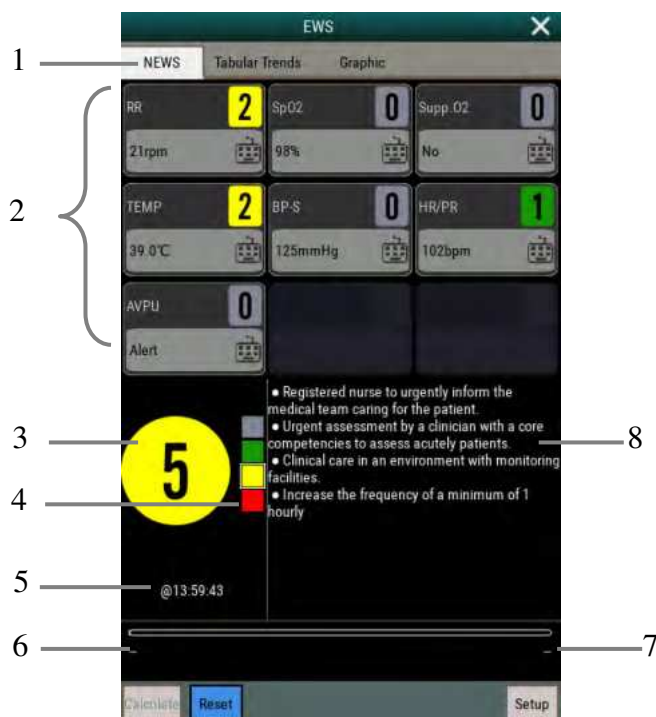 EWS
1
NEWS Tabular Trends Graphic
RR 2 SpO2 0 Supp.O2 0
21rpm 98% No
2
TEMP 2 BP-S 0 HR/PR 1
39.0℃ 125mmHg 102bpm
AVPU 0
Alert
● Registered nurse to urgently inform the
medical team caring for the patient.
● Urgent assessment by a clinician with a core
competencies to assess acutely patients.
● Clinical care in an environment with monitoring
facilities.
● Increase the frequency of a minimum of 1
hourly
3
5
8
4
5
@13:59:43
6
--
--
7
Calculate Reset Setup